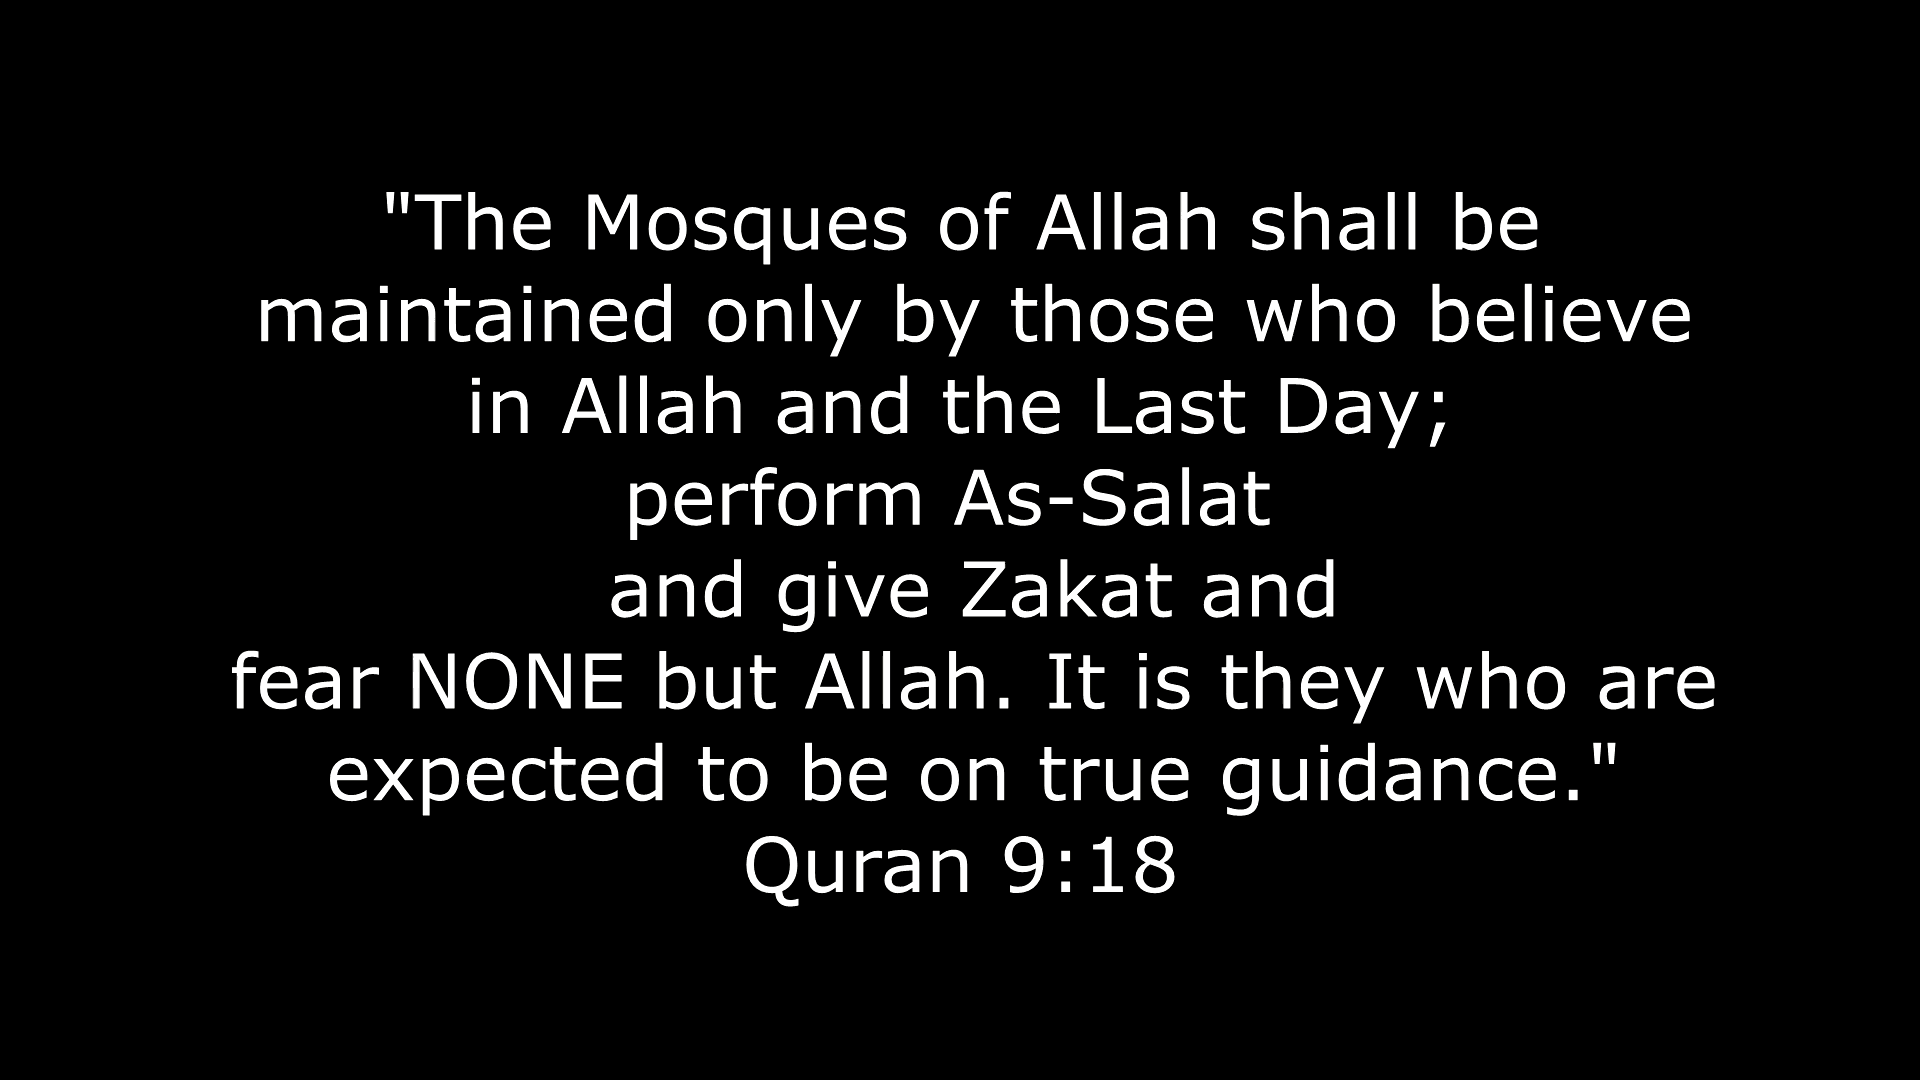 "The Mosques of Allah shall be
maintained only by those who believe
in Allah and the Last Day;
perform As-Salat
and give Zakat and
fear NONE but Allah. It is they who are
expected to be on true guidance."
Quran 9:18